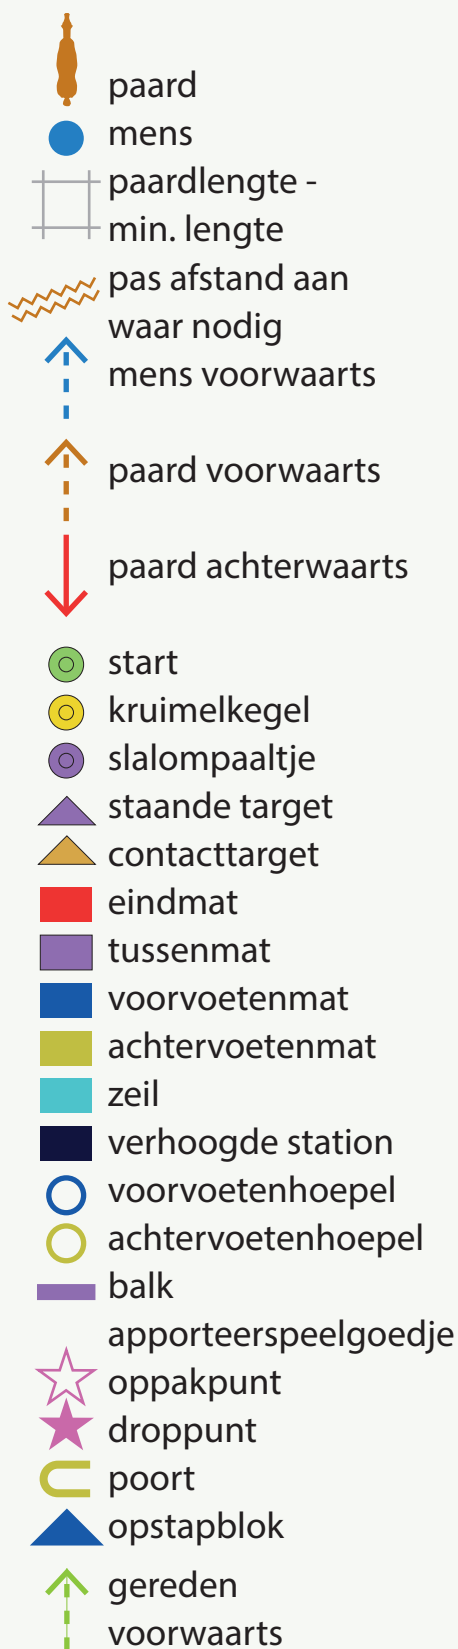 paard
mens
paardlengte -
min. lengte
pas afstand aan
waar nodig
mens voorwaarts
paard voorwaarts
paard achterwaarts
start
kruimelkegel
slalompaaltje
staande target
contacttarget
eindmat
tussenmat
voorvoetenmat
achtervoetenmat
zeil
verhoogde station
voorvoetenhoepel
achtervoetenhoepel
balk
apporteerspeelgoedje
oppakpunt
droppunt
poort
opstapblok
gereden
voorwaarts